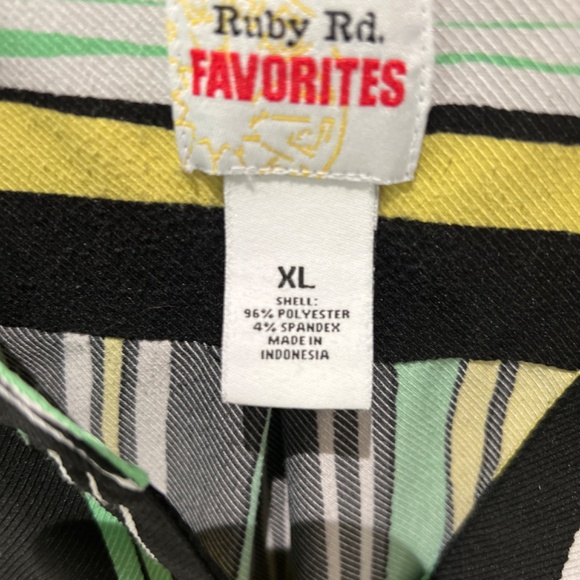 Ruby Rd.
FAVORITES
XL
SHELL:
96% POLYESTER
4% SPANDEX
MADE IN
INDONESIA